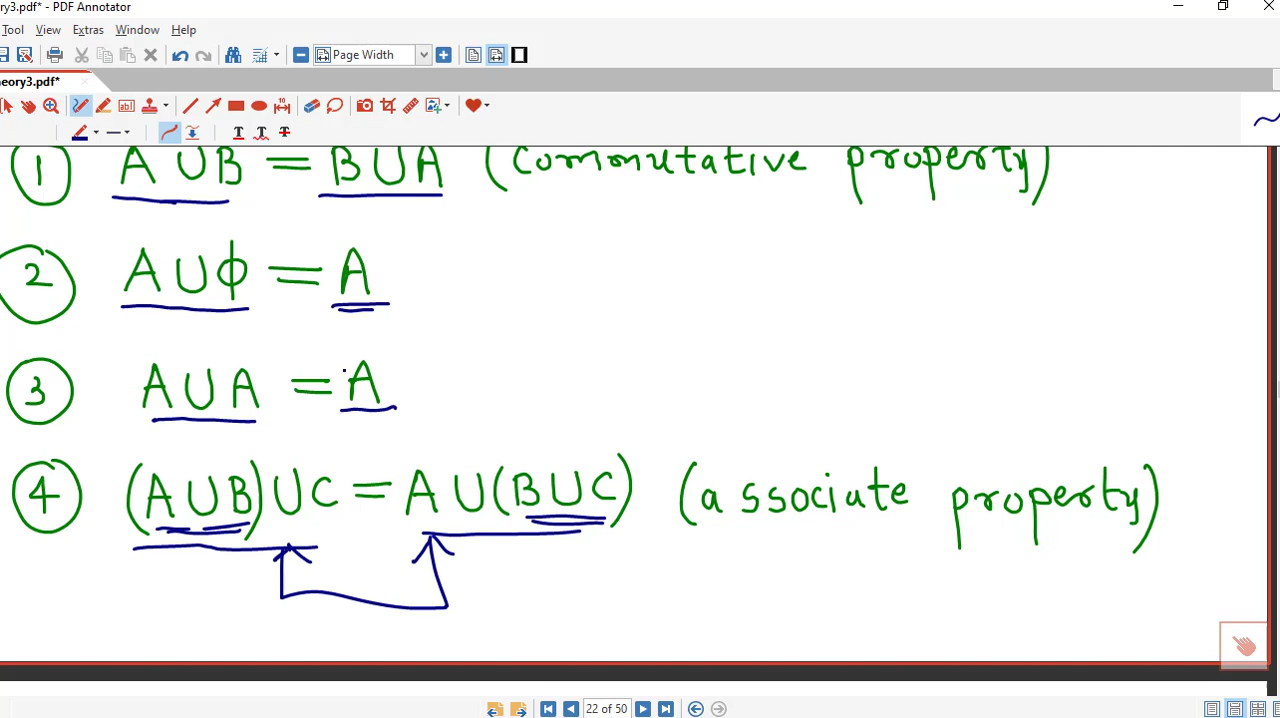 ory3.pdf* - PDF Annotator
Tool View Extras Window Help
Page Width
eory3.pdf*
① A ∪ B = B ∪ A (Commutative property)
② A ∪ ϕ = A
③ A ∪ A = A
④ (A ∪ B) ∪ C = A ∪ (B ∪ C) (associate property)
22 of 50